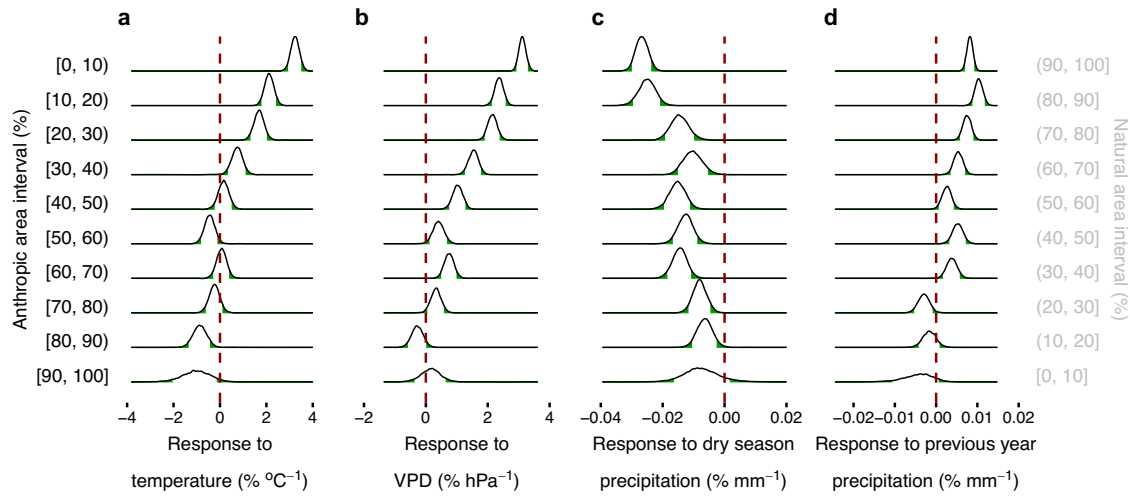 a b c d
Anthropic area interval (%)
[0, 10) (90, 100]
[10, 20) (80, 90]
[20, 30) (70, 80]
[30, 40) (60, 70]
[40, 50) (50, 60]
[50, 60) (40, 50]
[60, 70) (30, 40]
[70, 80) (20, 30]
[80, 90) (10, 20]
[90, 100] [0, 10]
Natural area interval (%)
−4 −2 0 2 4 −2 0 2 4 −0.04 −0.02 0.00 0.02 −0.02 −0.01 0.00 0.01 0.02
Response to Response to Response to dry season Response to previous year
temperature (% °C⁻¹) VPD (% hPa⁻¹) precipitation (% mm⁻¹) precipitation (% mm⁻¹)